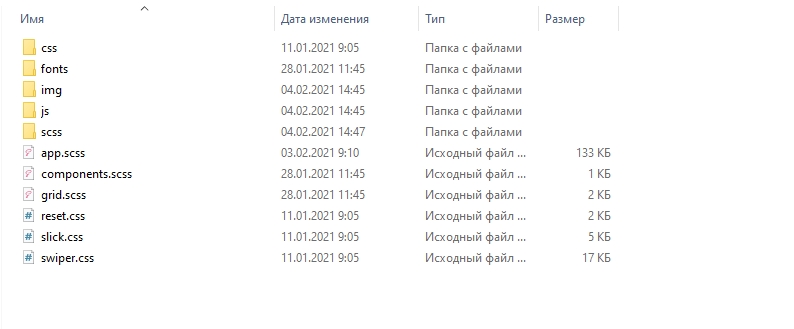 Имя Дата изменения Тип Размер
css 11.01.2021 9:05 Папка с файлами
fonts 28.01.2021 11:45 Папка с файлами
img 04.02.2021 14:45 Папка с файлами
js 04.02.2021 14:45 Папка с файлами
scss 04.02.2021 14:47 Папка с файлами
app.scss 03.02.2021 9:10 Исходный файл ... 133 КБ
components.scss 28.01.2021 11:45 Исходный файл ... 1 КБ
grid.scss 28.01.2021 11:45 Исходный файл ... 2 КБ
reset.css 11.01.2021 9:05 Исходный файл ... 2 КБ
slick.css 11.01.2021 9:05 Исходный файл ... 5 КБ
swiper.css 11.01.2021 9:05 Исходный файл ... 17 КБ